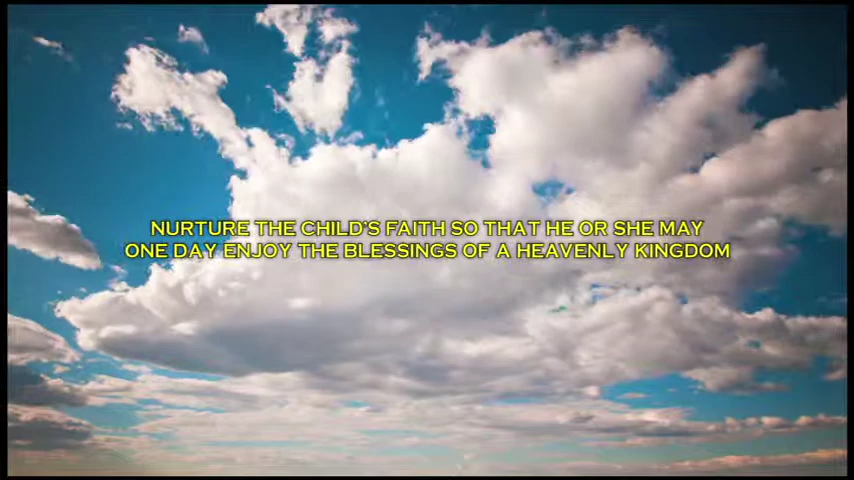 NURTURE THE CHILD'S FAITH SO THAT HE OR SHE MAY
ONE DAY ENJOY THE BLESSINGS OF A HEAVENLY KINGDOM